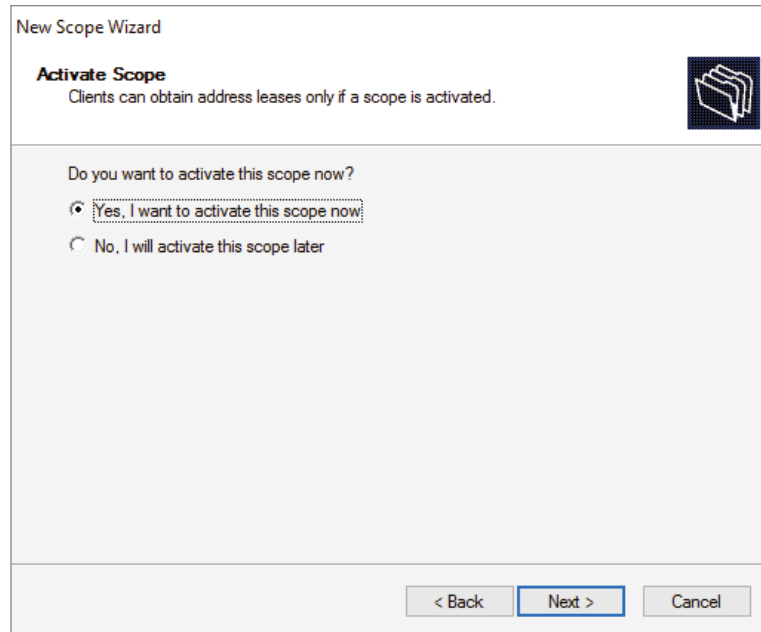 New Scope Wizard
Activate Scope
Clients can obtain address leases only if a scope is activated.
Do you want to activate this scope now?
Yes, I want to activate this scope now
No, I will activate this scope later
< Back
Next >
Cancel